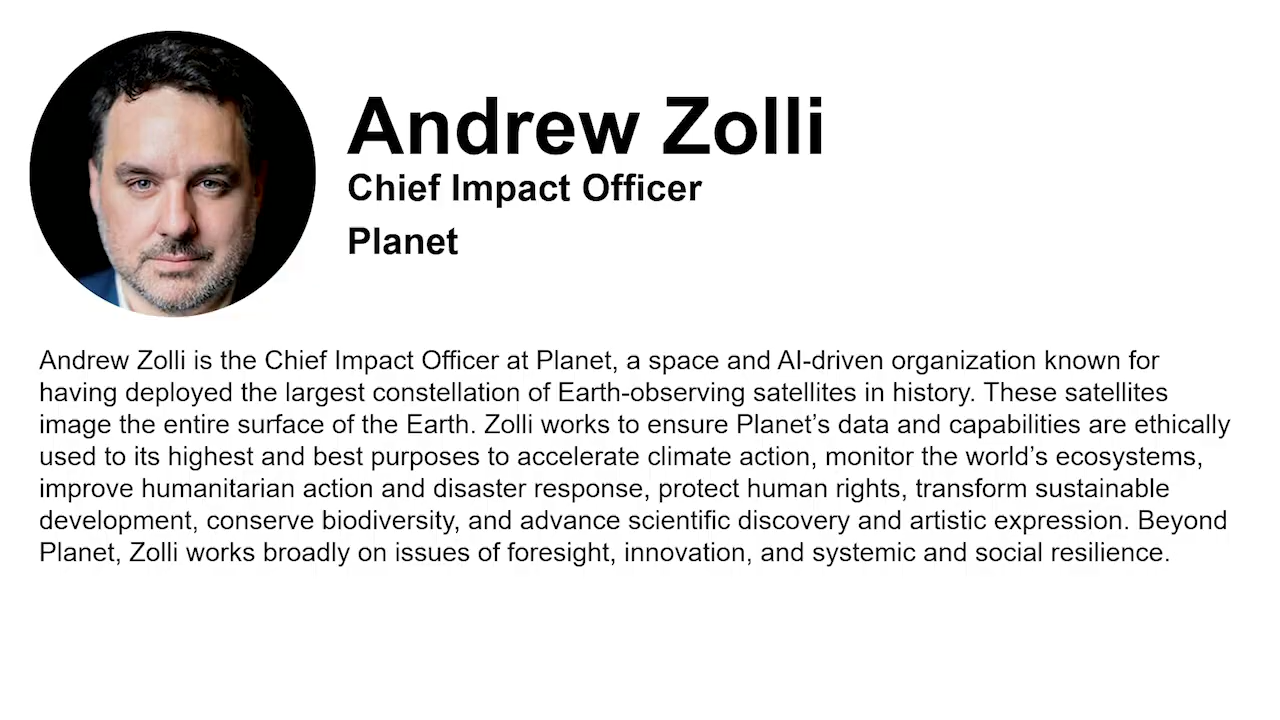 Andrew Zolli
Chief Impact Officer
Planet
Andrew Zolli is the Chief Impact Officer at Planet, a space and AI-driven organization known for
having deployed the largest constellation of Earth-observing satellites in history. These satellites
image the entire surface of the Earth. Zolli works to ensure Planet’s data and capabilities are ethically
used to its highest and best purposes to accelerate climate action, monitor the world’s ecosystems,
improve humanitarian action and disaster response, protect human rights, transform sustainable
development, conserve biodiversity, and advance scientific discovery and artistic expression. Beyond
Planet, Zolli works broadly on issues of foresight, innovation, and systemic and social resilience.